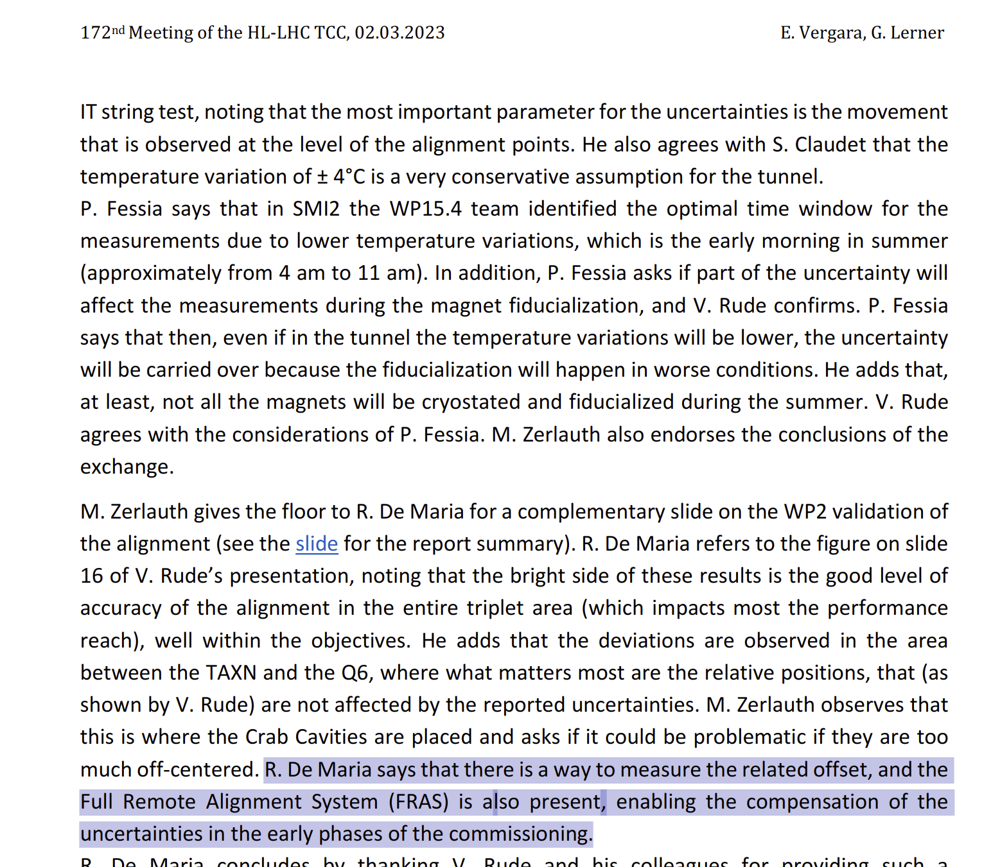 172nd Meeting of the HL-LHC TCC, 02.03.2023 E. Vergara, G. Lerner
IT string test, noting that the most important parameter for the uncertainties is the movement
that is observed at the level of the alignment points. He also agrees with S. Claudet that the
temperature variation of ± 4°C is a very conservative assumption for the tunnel.
P. Fessia says that in SMI2 the WP15.4 team identified the optimal time window for the
measurements due to lower temperature variations, which is the early morning in summer
(approximately from 4 am to 11 am). In addition, P. Fessia asks if part of the uncertainty will
affect the measurements during the magnet fiducialization, and V. Rude confirms. P. Fessia
says that then, even if in the tunnel the temperature variations will be lower, the uncertainty
will be carried over because the fiducialization will happen in worse conditions. He adds that,
at least, not all the magnets will be cryostated and fiducialized during the summer. V. Rude
agrees with the considerations of P. Fessia. M. Zerlauth also endorses the conclusions of the
exchange.
M. Zerlauth gives the floor to R. De Maria for a complementary slide on the WP2 validation of
the alignment (see the slide for the report summary). R. De Maria refers to the figure on slide
16 of V. Rude’s presentation, noting that the bright side of these results is the good level of
accuracy of the alignment in the entire triplet area (which impacts most the performance
reach), well within the objectives. He adds that the deviations are observed in the area
between the TAXN and the Q6, where what matters most are the relative positions, that (as
shown by V. Rude) are not affected by the reported uncertainties. M. Zerlauth observes that
this is where the Crab Cavities are placed and asks if it could be problematic if they are too
much off-centered. R. De Maria says that there is a way to measure the related offset, and the
Full Remote Alignment System (FRAS) is also present, enabling the compensation of the
uncertainties in the early phases of the commissioning.
R. De Maria concludes by thanking V. Rude and his colleagues for providing such a